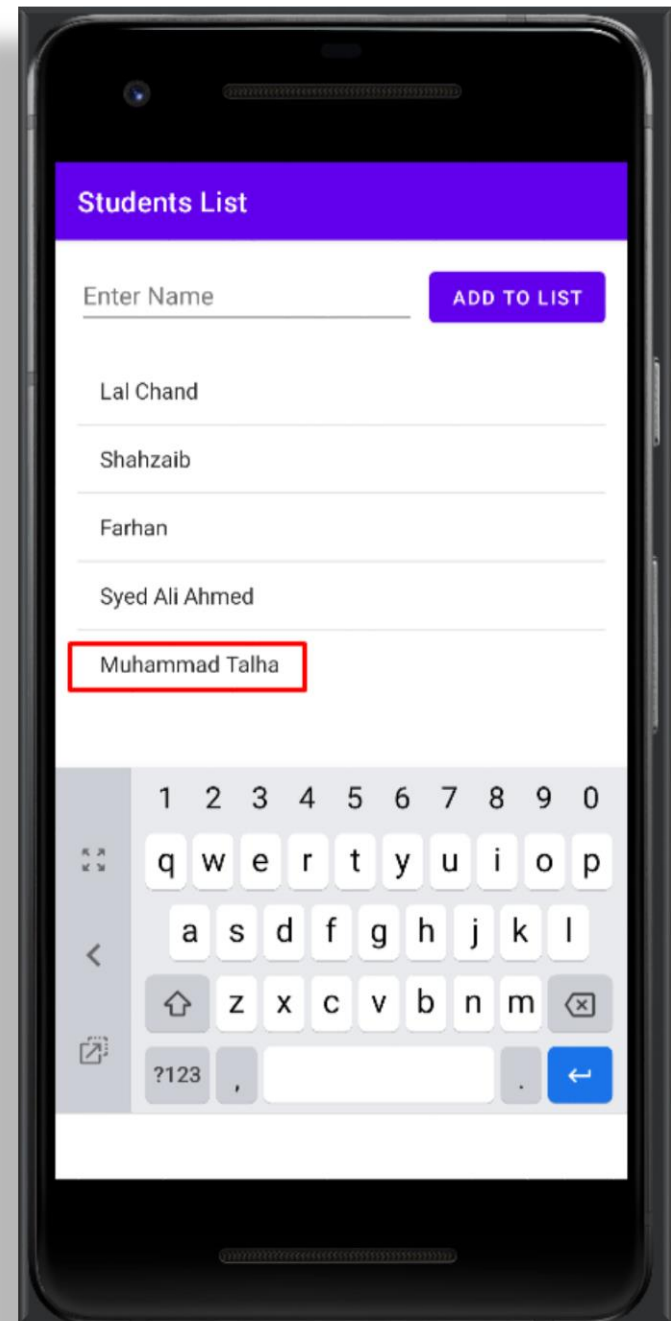 Students List
Enter Name
ADD TO LIST
Lal Chand
Shahzaib
Farhan
Syed Ali Ahmed
Muhammad Talha
1 2 3 4 5 6 7 8 9 0
q w e r t y u i o p
a s d f g h j k l
z x c v b n m
?123 , .